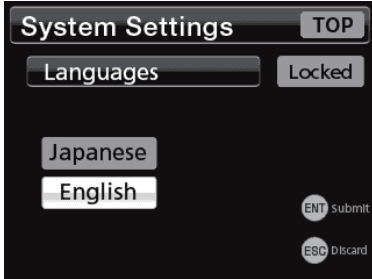 System Settings TOP
Languages Locked
Japanese
English
ENT Submit
ESC Discard